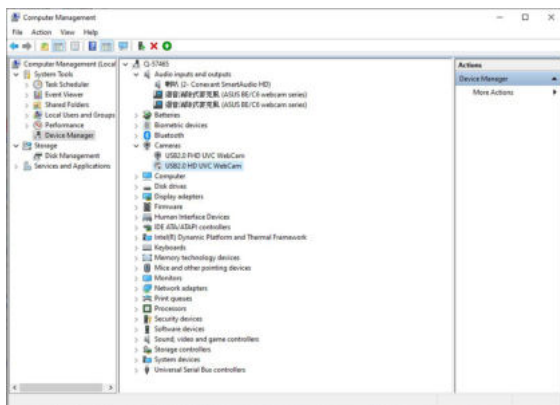 Computer Management
File Action View Help
Computer Management (Local
System Tools
Task Scheduler
Event Viewer
Shared Folders
Local Users and Groups
Performance
Device Manager
Storage
Disk Management
Services and Applications
Audio inputs and outputs
喇叭 (2- Conexant SmartAudio HD)
(ASUS BE/C6 webcam series)
(ASUS BE/C6 webcam series)
Batteries
Biometric devices
Bluetooth
Cameras
USB2.0 FHD UVC WebCam
USB2.0 HD UVC WebCam
Computer
Disk drives
Display adapters
Firmware
Human Interface Devices
IDE ATA/ATAPI controllers
Intel(R) Dynamic Platform and Thermal Framework
Keyboards
Memory technology devices
Mice and other pointing devices
Monitors
Network adapters
Print queues
Processors
Security devices
Software devices
Sound, video and game controllers
Storage controllers
System devices
Universal Serial Bus controllers
Actions
Device Manager
More Actions